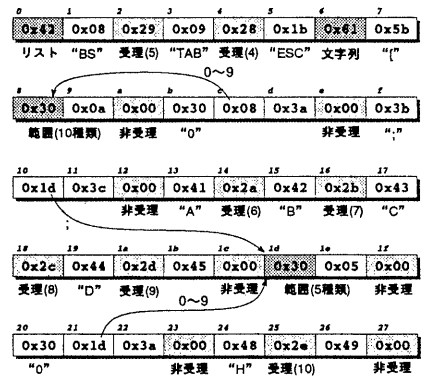 0 1 2 3 4 5 6 7
0x42 0x08 0x29 0x09 0x28 0x1b 0x61 0x5b
リスト "BS" 受理(5) "TAB" 受理(4) "ESC" 文字列 "["
0〜9
8 9 a b c d e f
0x30 0x0a 0x00 0x30 0x08 0x3a 0x00 0x3b
範囲(10種類) 非受理 "0" 非受理 ";"
10 11 12 13 14 15 16 17
0x1d 0x3c 0x00 0x41 0x2a 0x42 0x2b 0x43
非受理 "A" 受理(6) "B" 受理(7) "C"
;
18 19 1a 1b 1c 1d 1e 1f
0x2c 0x44 0x2d 0x45 0x00 0x30 0x05 0x00
受理(8) "D" 受理(9) 非受理 範囲(5種類) 非受理
0〜9
20 21 22 23 24 25 26 27
0x30 0x1d 0x3a 0x00 0x48 0x2e 0x49 0x00
"0" 非受理 "H" 受理(10) 非受理